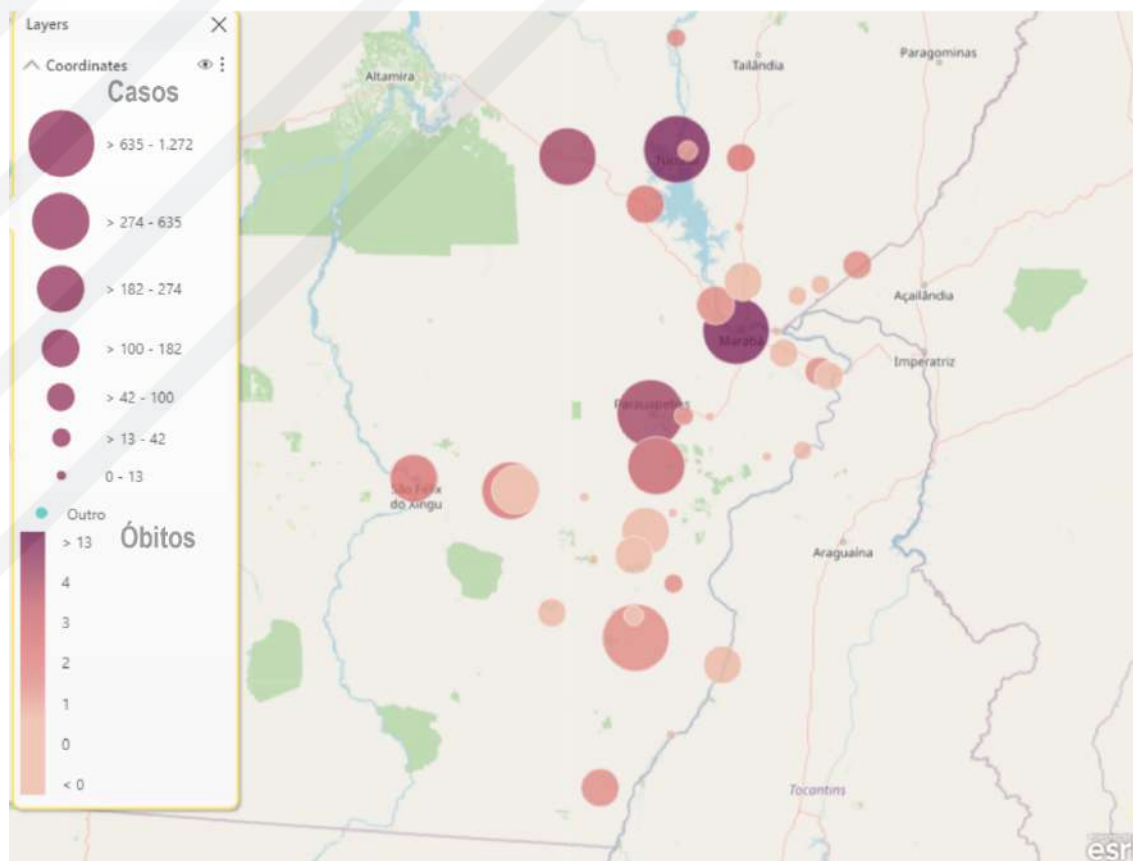 Layers
Coordinates
Casos
> 635 - 1.272
> 274 - 635
> 182 - 274
> 100 - 182
> 42 - 100
> 13 - 42
0 - 13
Outro
Óbitos
> 13
4
3
2
1
0
< 0
Altamira
Tailândia
Paragominas
Açailândia
Marabá
Imperatriz
Parauapebas
São Félix
do Xingu
Araguaína
Tocantins
esri